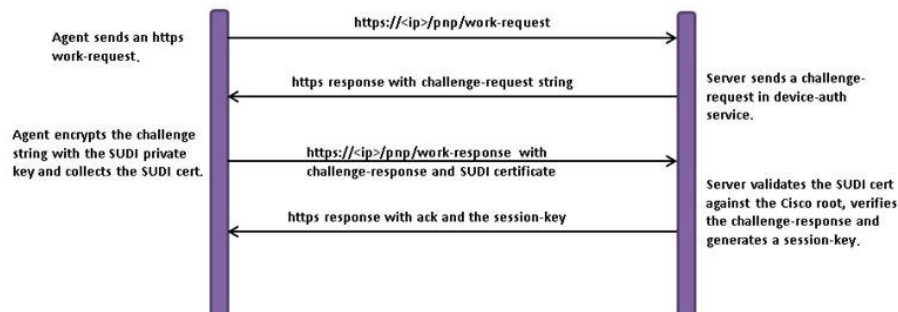 https://<ip>/pnp/work-request
Agent sends an https
work-request.
https response with challenge-request string
Server sends a challenge-
request in device-auth
service.
Agent encrypts the challenge
string with the SUDI private
key and collects the SUDI cert.
https://<ip>/pnp/work-response with
challenge-response and SUDI certificate
Server validates the SUDI cert
against the Cisco root, verifies
the challenge-response and
generates a session-key.
https response with ack and the session-key